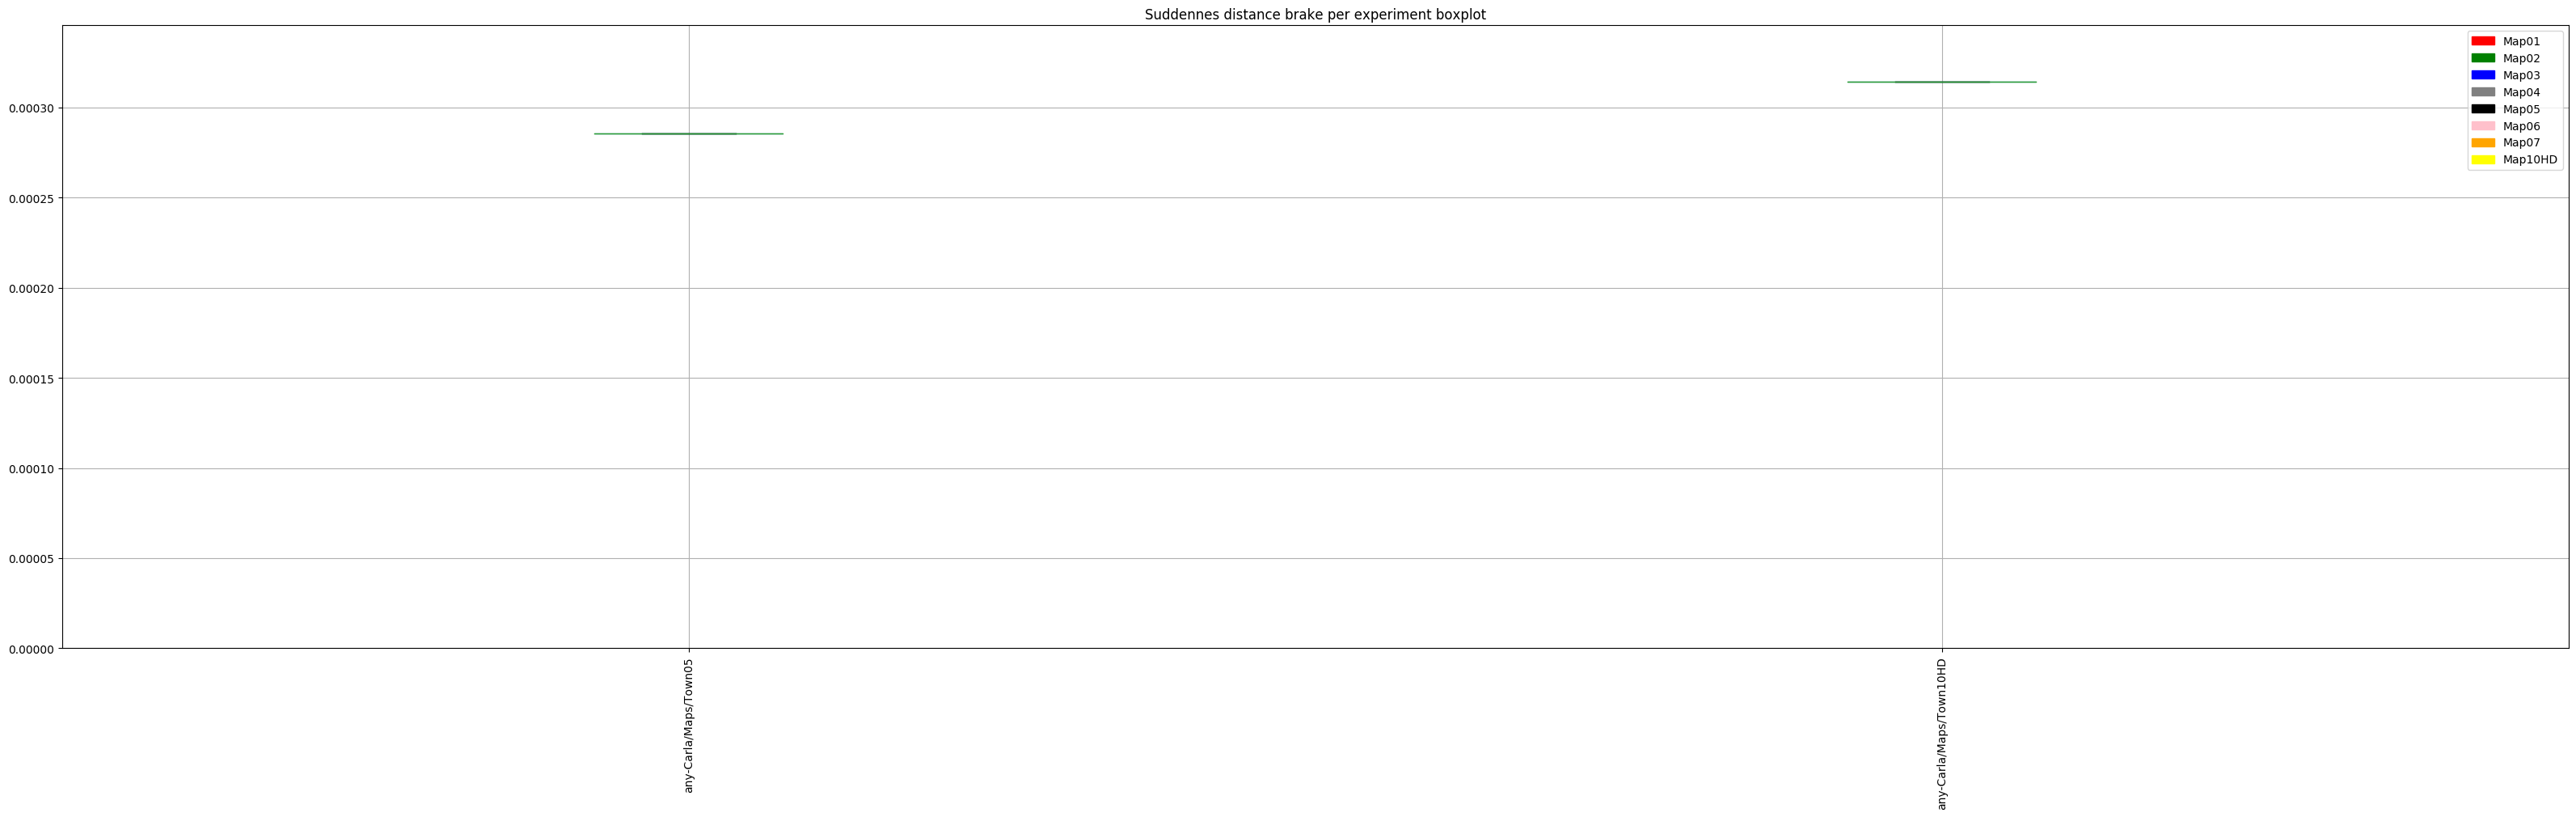 Suddennes distance brake per experiment boxplot
Map01
Map02
Map03
Map04
Map05
Map06
Map07
Map10HD
0.00030
0.00025
0.00020
0.00015
0.00010
0.00005
0.00000
any-Carla/Maps/Town05
any-Carla/Maps/Town10HD